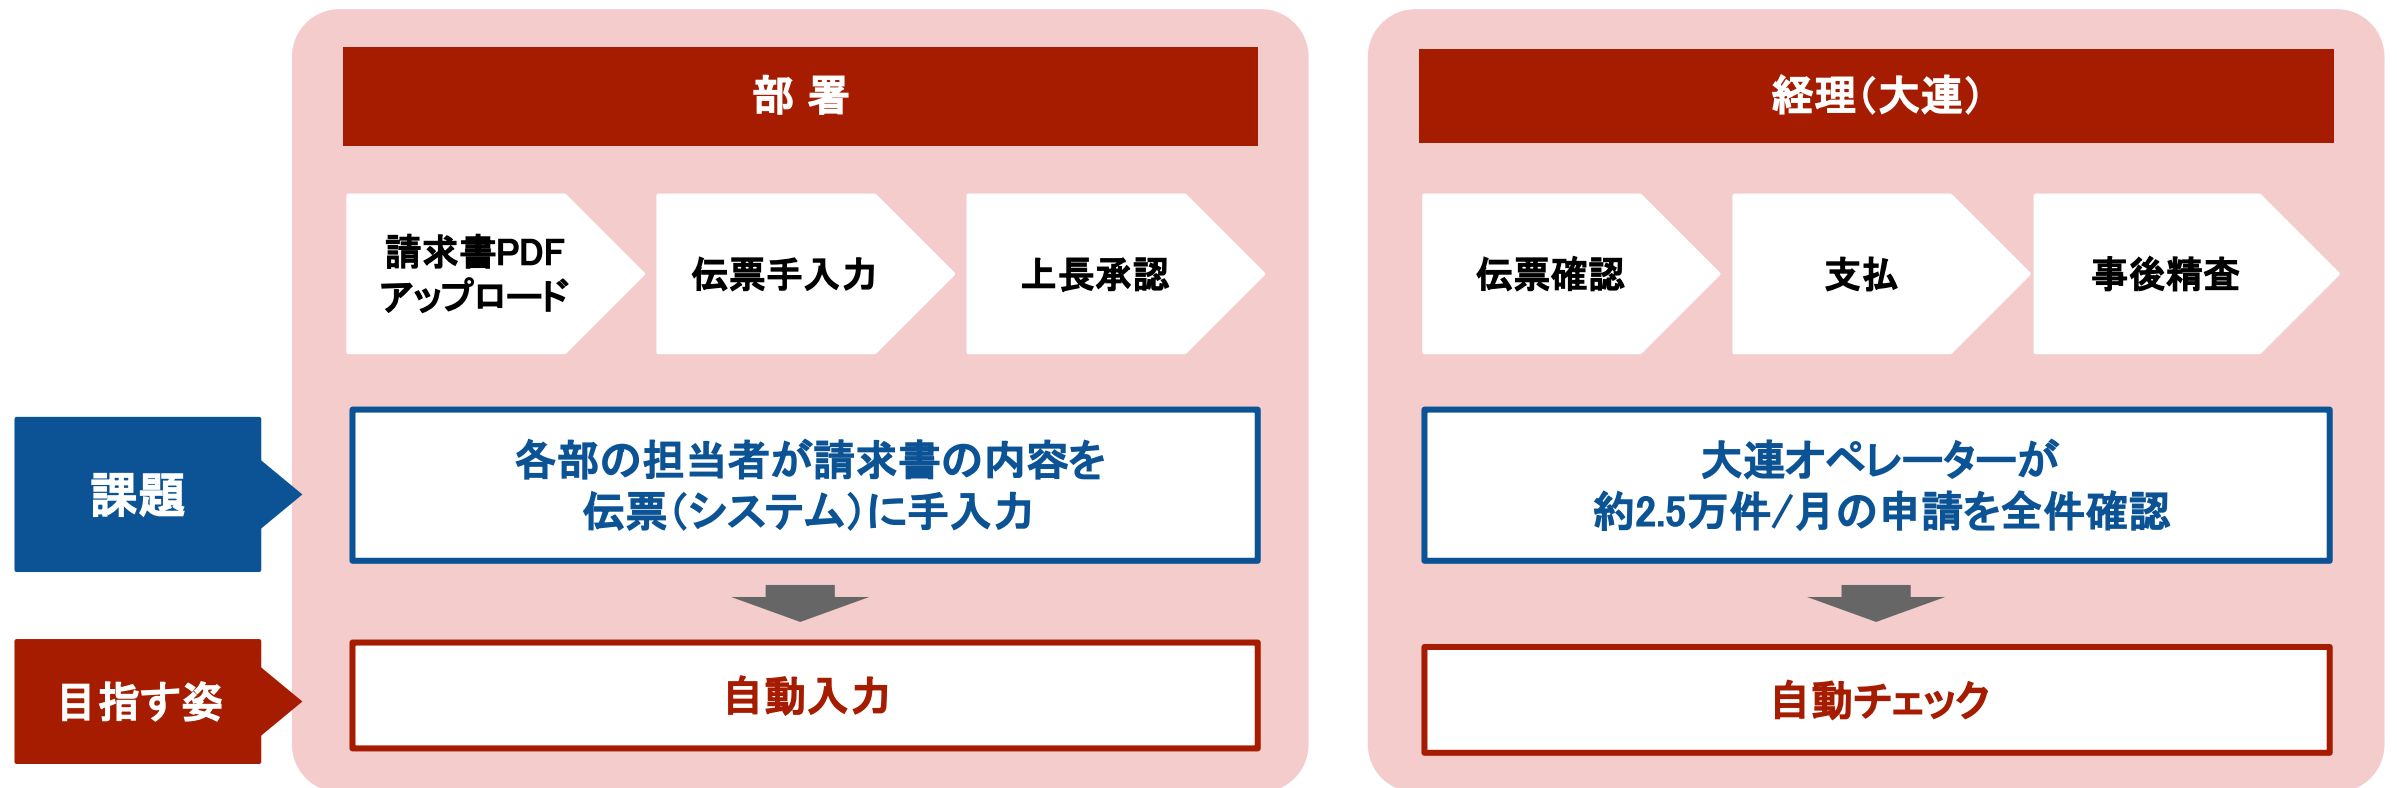 部 署
請求書PDF
アップロード
伝票手入力
上長承認
経理(大連)
伝票確認
支払
事後精査
課題
各部の担当者が請求書の内容を
伝票(システム)に手入力
大連オペレーターが
約2.5万件/月の申請を全件確認
目指す姿
自動入力
自動チェック